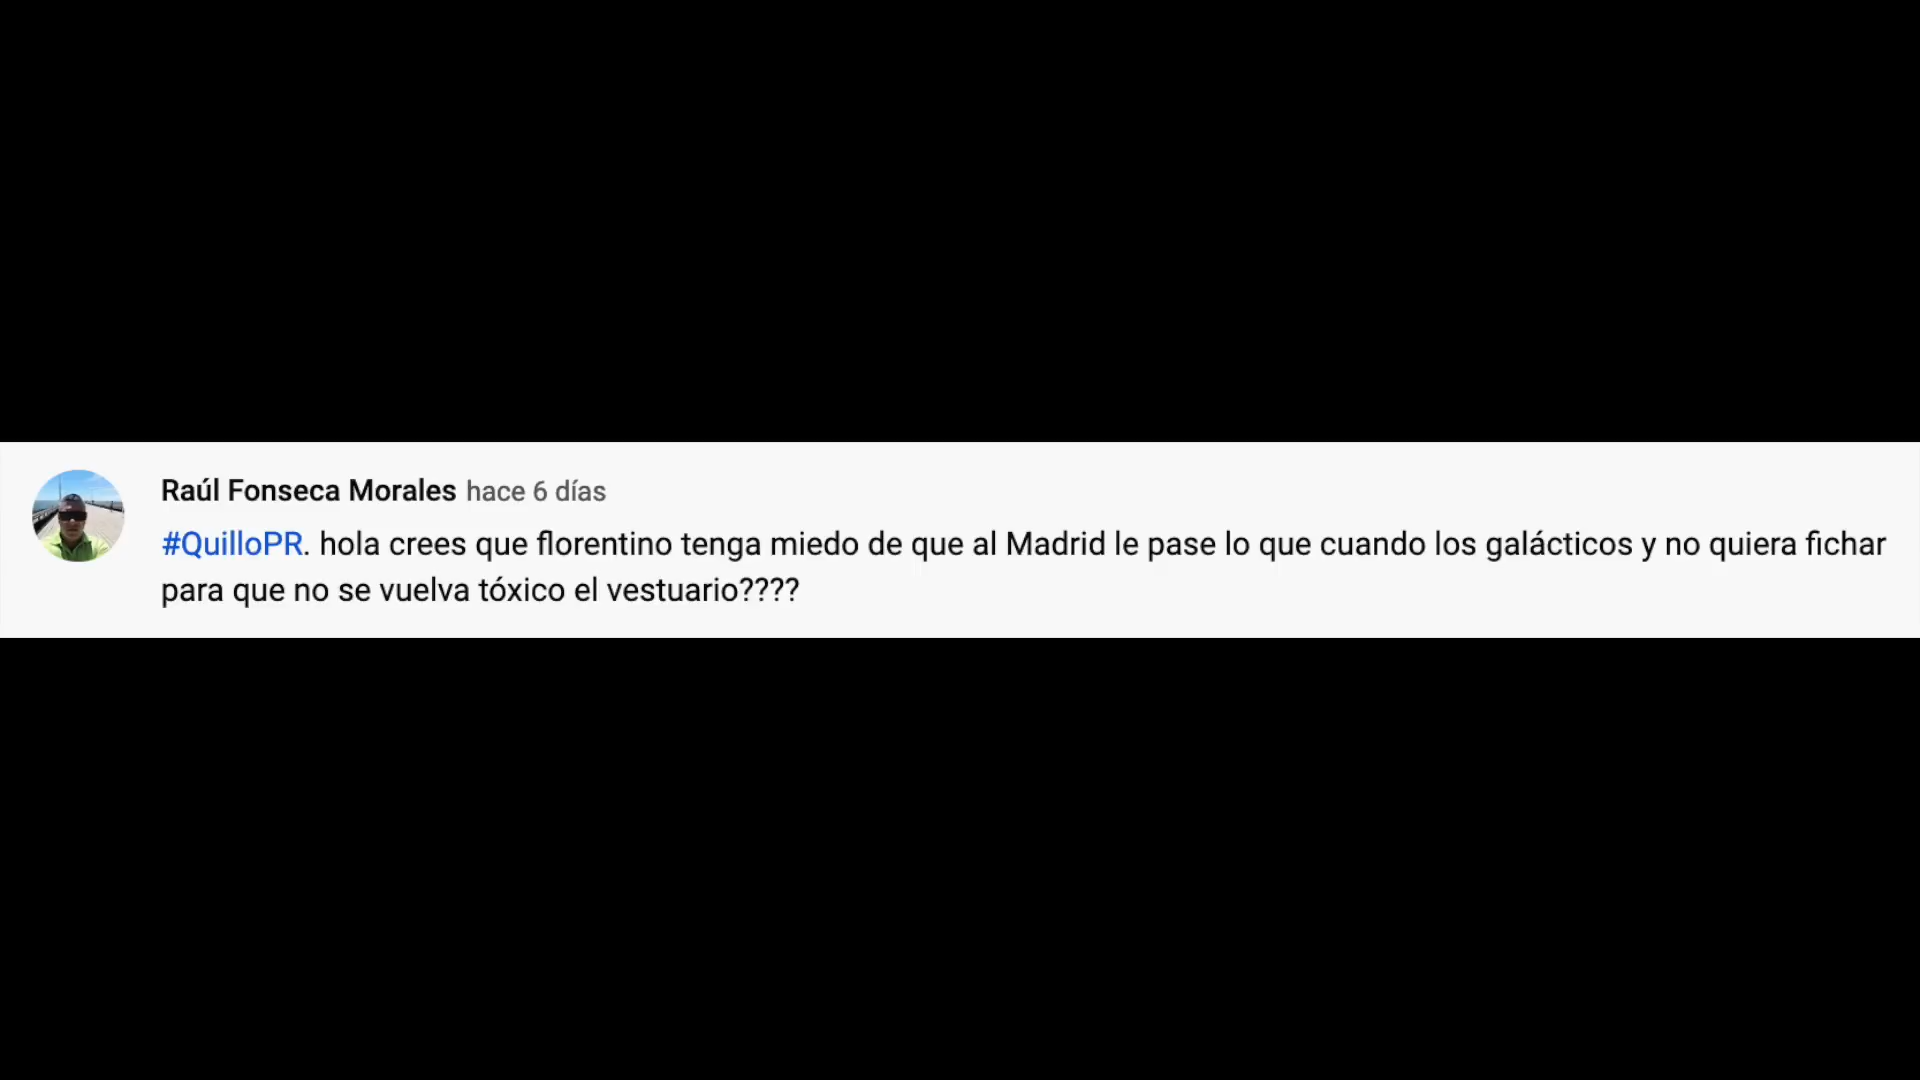 Raúl Fonseca Morales hace 6 días
#QuilloPR. hola crees que florentino tenga miedo de que al Madrid le pase lo que cuando los galácticos y no quiera fichar
para que no se vuelva tóxico el vestuario????